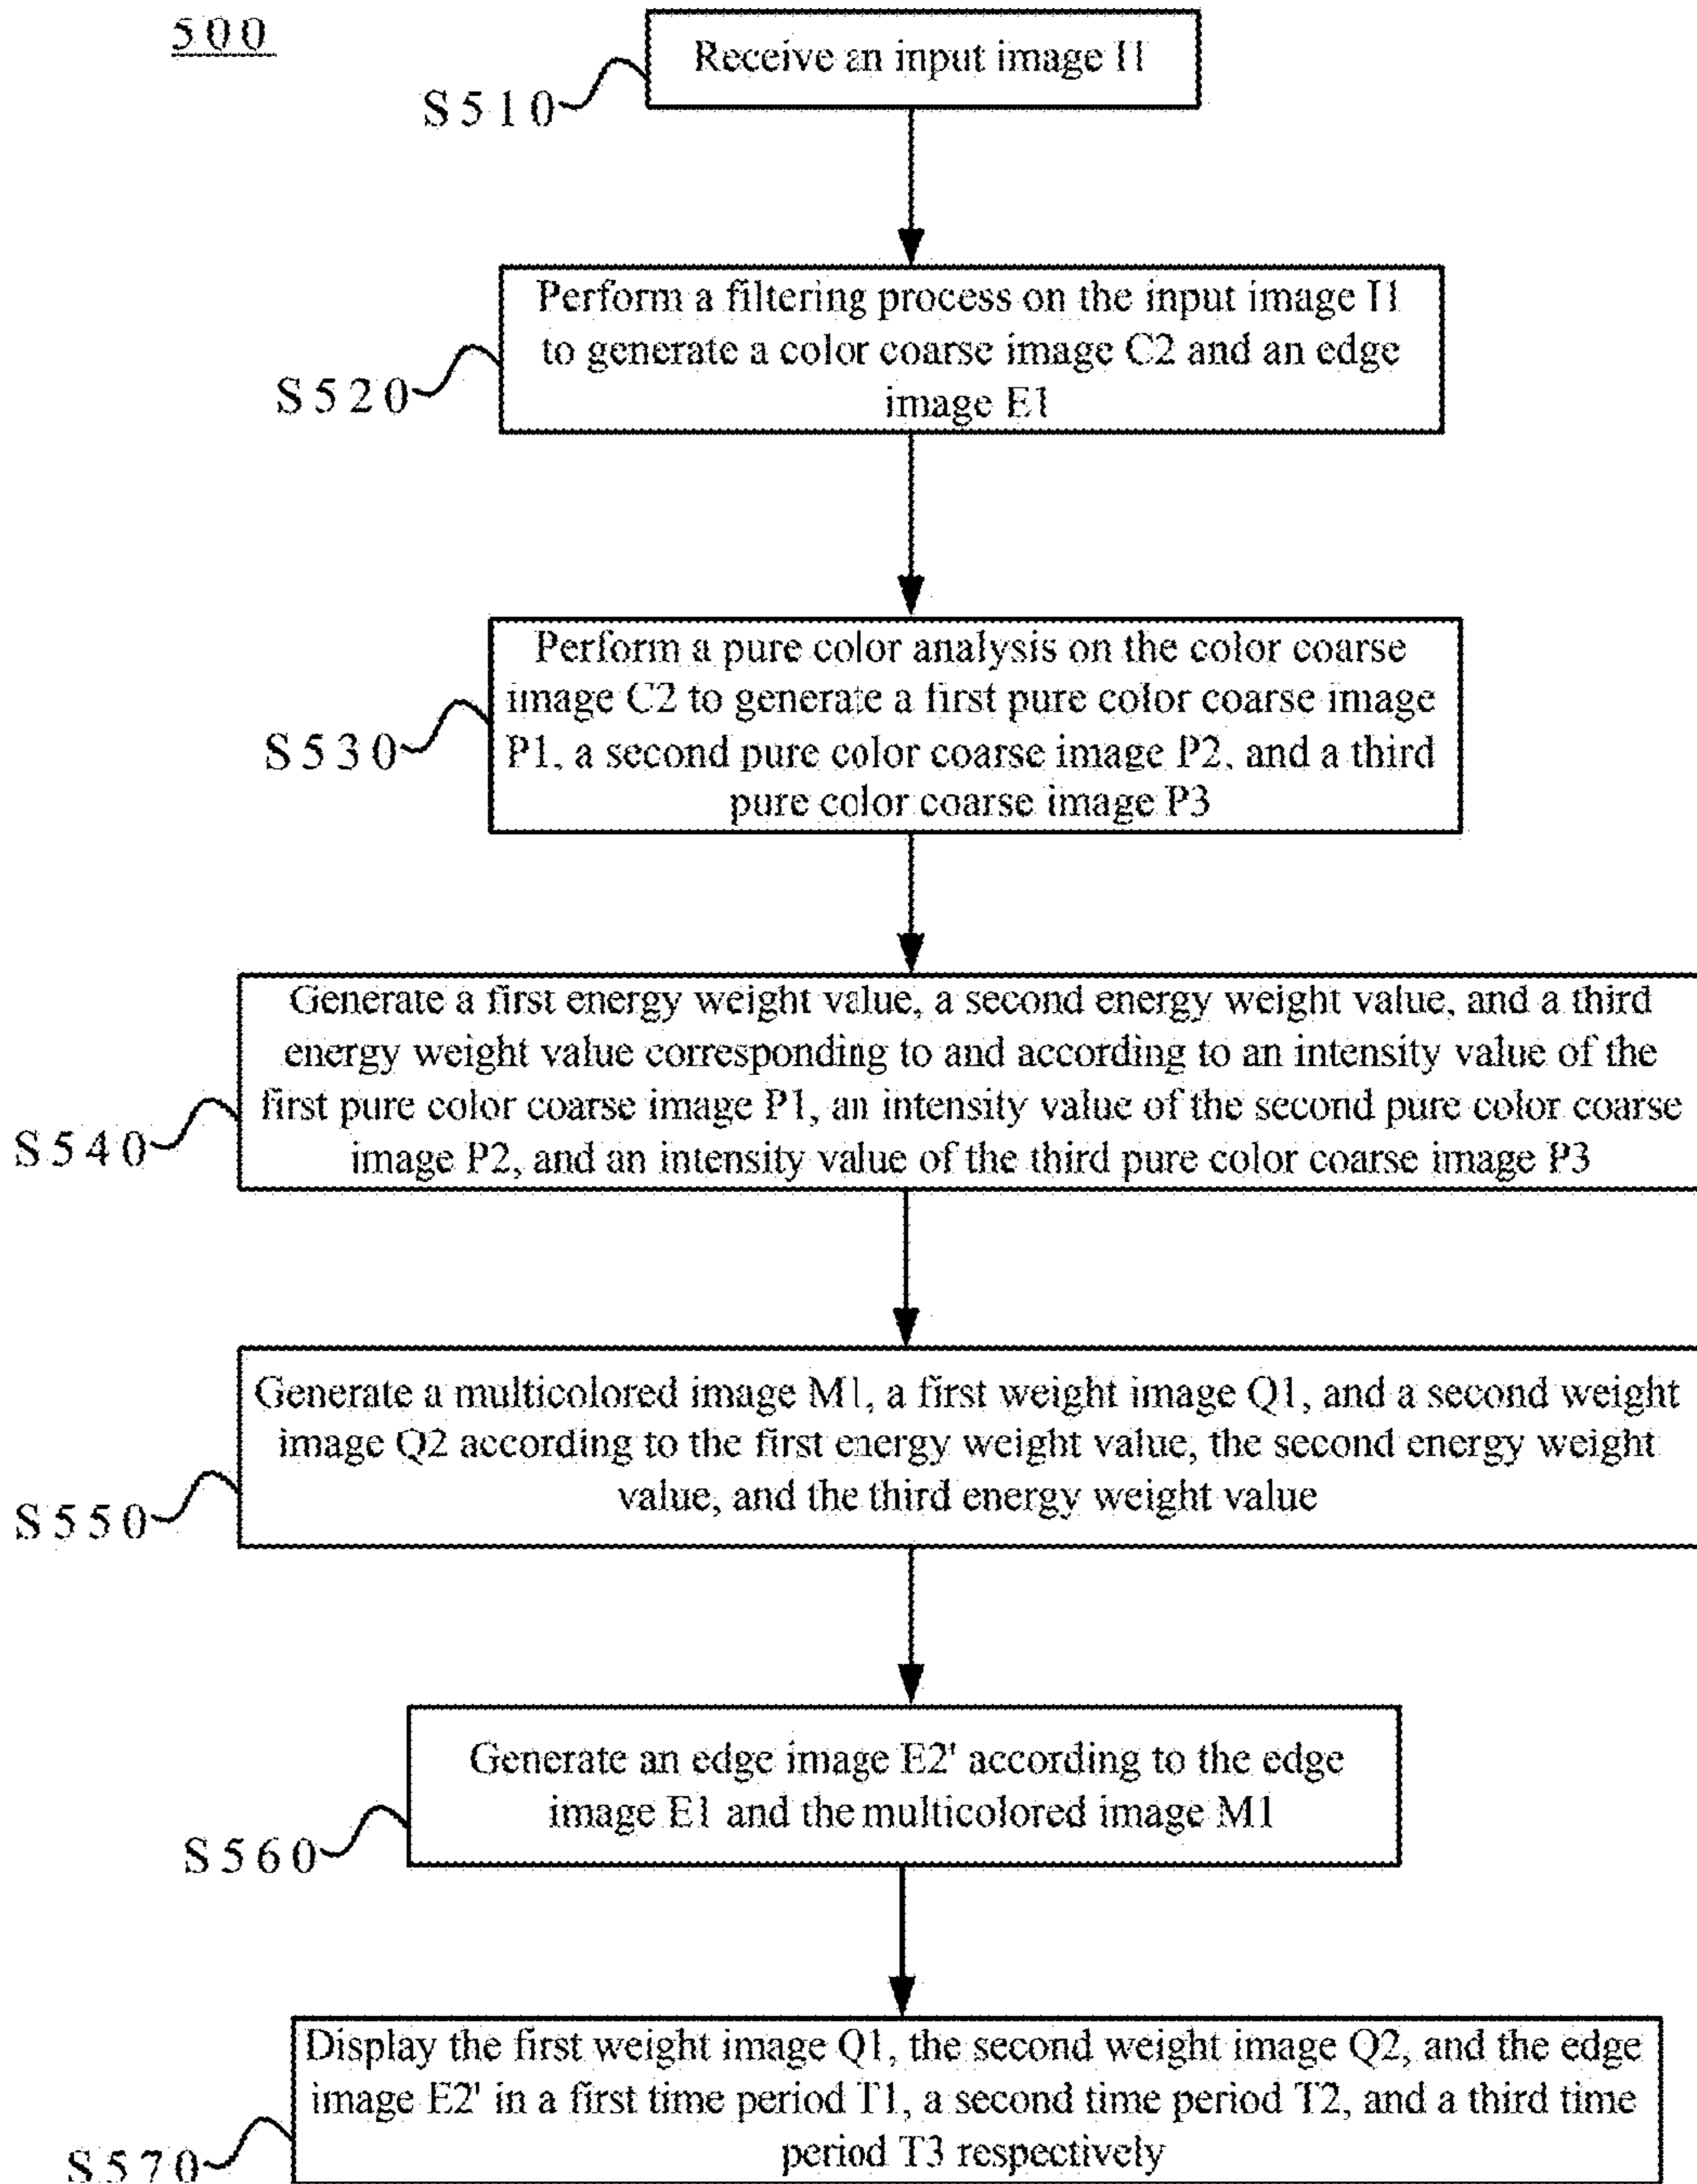 500
Receive an input image I1
S510
Perform a filtering process on the input image I1
to generate a color coarse image C2 and an edge
image E1
S520
Perform a pure color analysis on the color coarse
image C2 to generate a first pure color coarse image
P1, a second pure color coarse image P2, and a third
pure color coarse image P3
S530
Generate a first energy weight value, a second energy weight value, and a third
energy weight value corresponding to and according to an intensity value of the
first pure color coarse image P1, an intensity value of the second pure color coarse
image P2, and an intensity value of the third pure color coarse image P3
S540
Generate a multicolored image M1, a first weight image Q1, and a second weight
image Q2 according to the first energy weight value, the second energy weight
value, and the third energy weight value
S550
Generate an edge image E2' according to the edge
image E1 and the multicolored image M1
S560
Display the first weight image Q1, the second weight image Q2, and the edge
image E2' in a first time period T1, a second time period T2, and a third time
period T3 respectively
S570